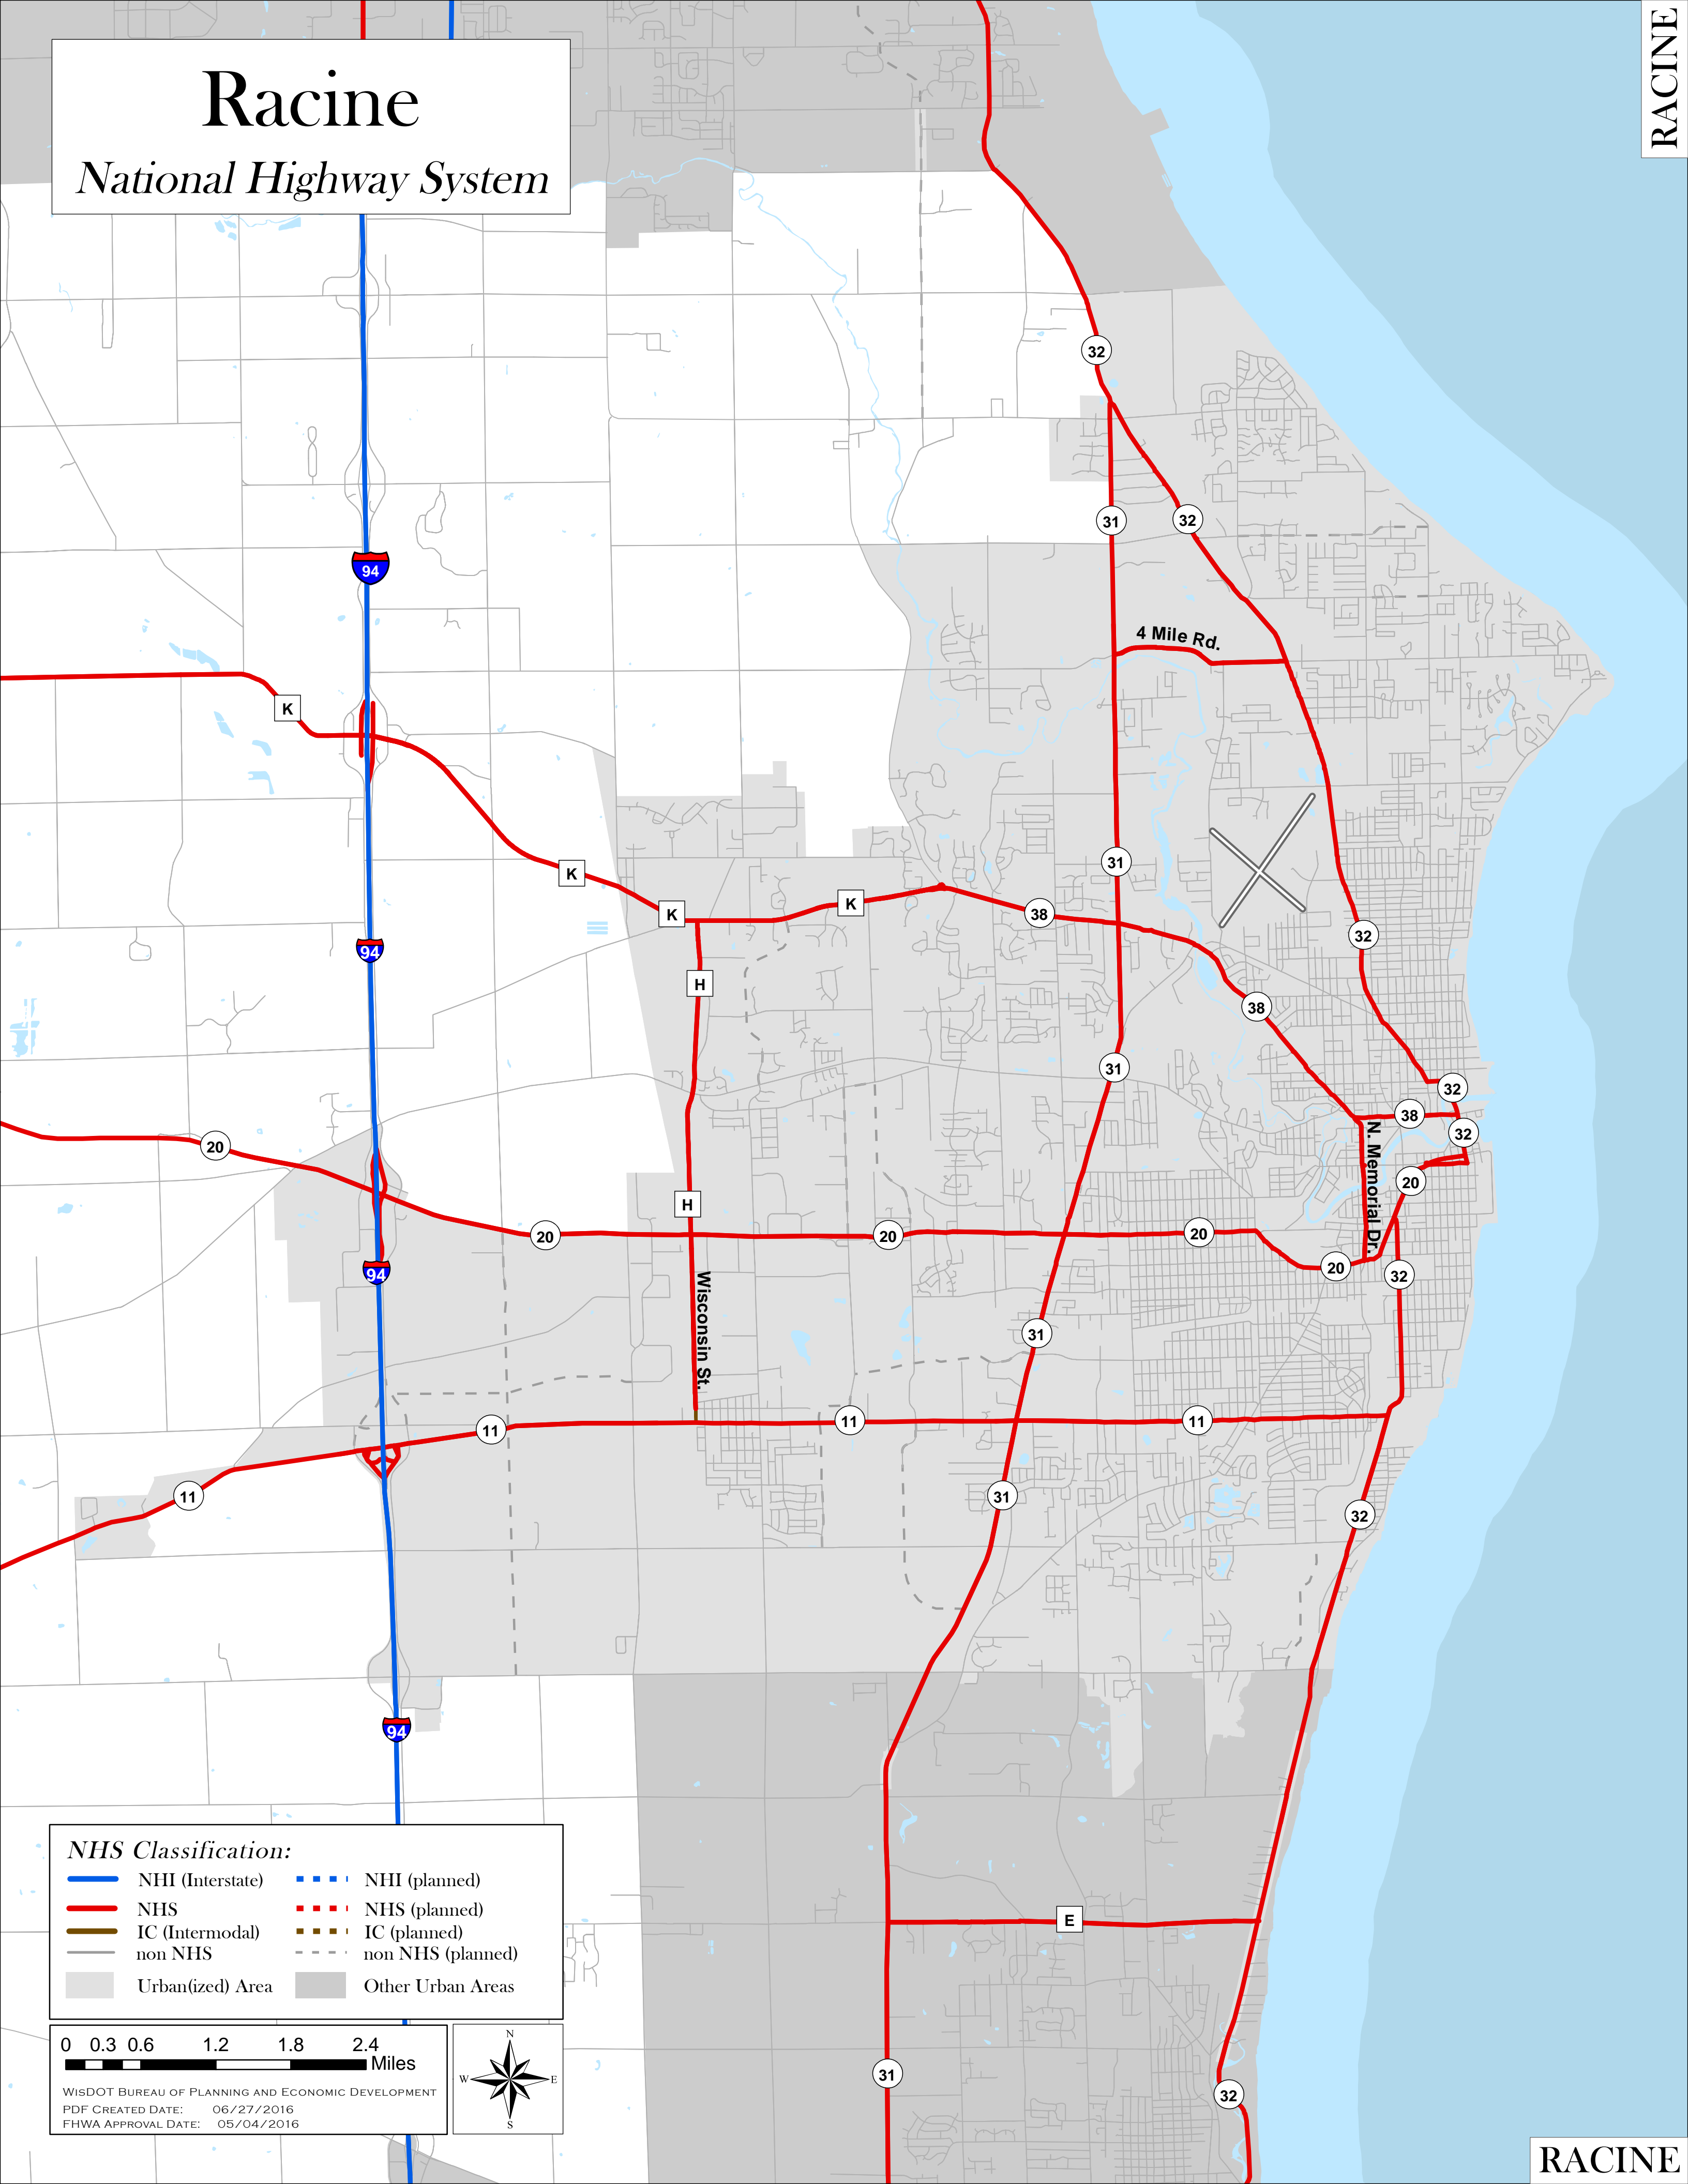 RACINE
Racine
National Highway System
32
31
32
94
4 Mile Rd.
K
31
K
K
K
38
32
94
H
38
31
32
38
32
N. Memorial Dr.
20
20
H
20
20
20
20
94
32
Wisconsin St.
31
11
11
11
11
31
32
94
NHS Classification:
NHI (Interstate) NHI (planned)
NHS NHS (planned)
IC (Intermodal) IC (planned)
non NHS non NHS (planned)
Urban(ized) Area Other Urban Areas
E
0 0.3 0.6 1.2 1.8 2.4
Miles
WisDOT Bureau of Planning and Economic Development
PDF Created Date: 06/27/2016
FHWA Approval Date: 05/04/2016
N
W E
S
31
32
RACINE